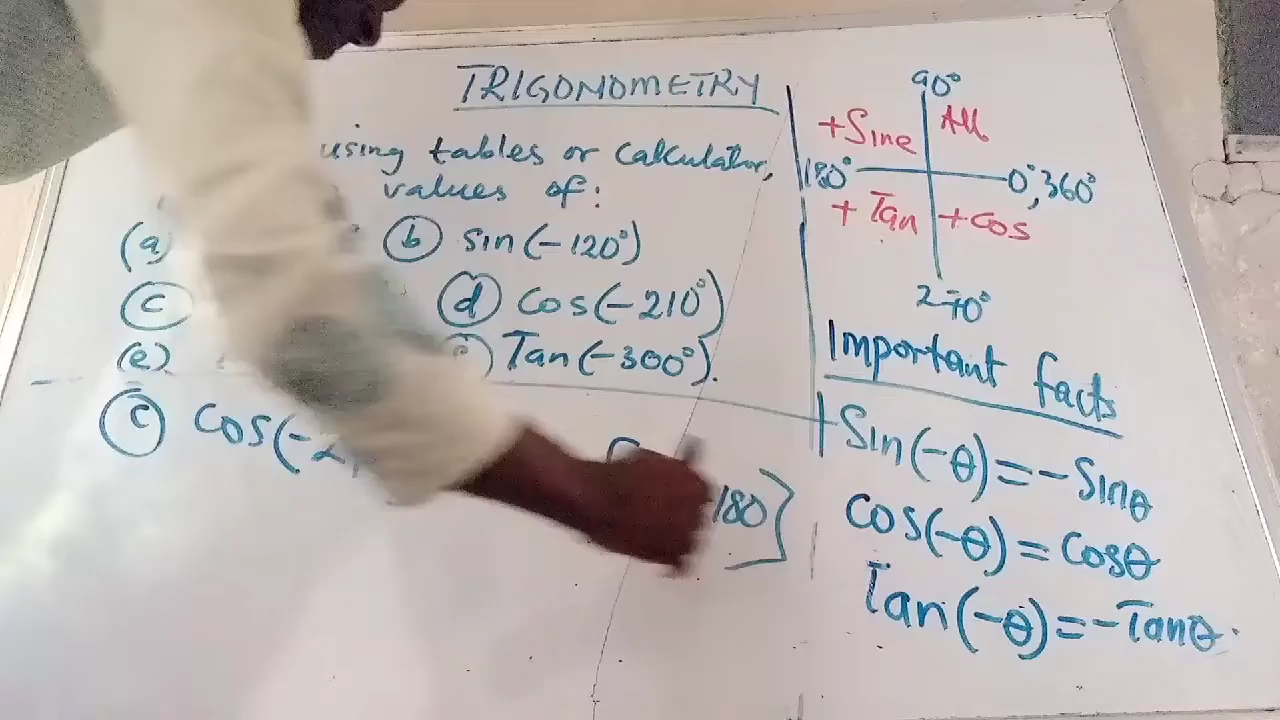 TRIGONOMETRY
using tables or Calculator,
values of:
(a) (b) sin(-120°)
(c) (d) cos(-210°)
(e) Tan(-300°).
(c) cos(-2
180]
90°
+Sine All
180° 0°,360°
+Tan +cos
270°
Important facts
Sin(-θ)=-Sinθ
cos(-θ)=Cosθ
Tan(-θ)=-Tanθ.